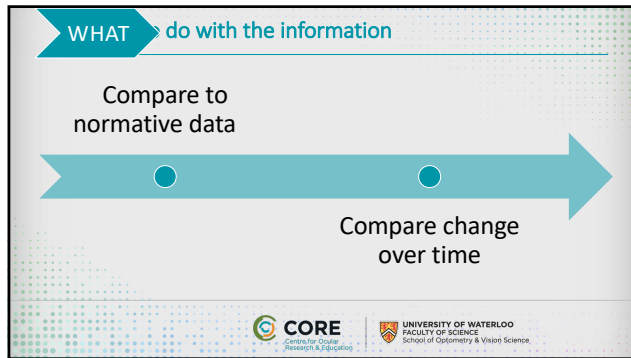 WHAT do with the information
Compare to
normative data
Compare change
over time
CORE
Centre for Ocular
Research & Education
UNIVERSITY OF WATERLOO
FACULTY OF SCIENCE
School of Optometry & Vision Science